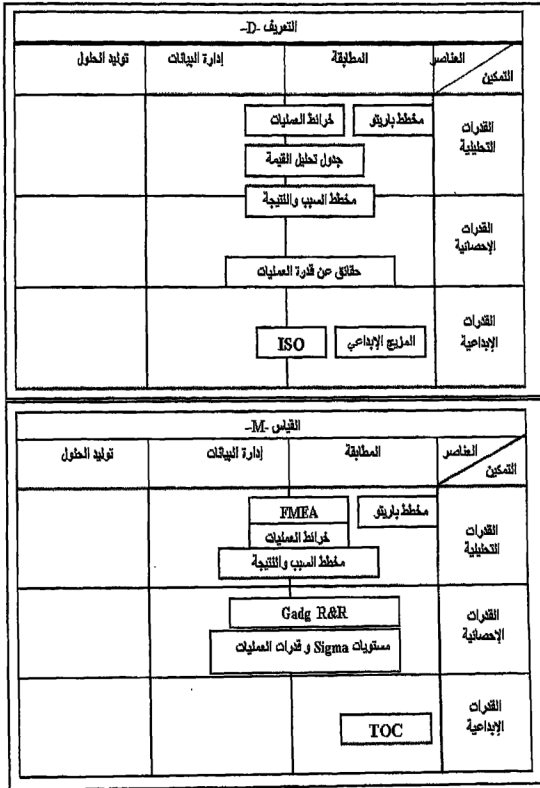 التعريف -D-
العناصر
التمكين
المطابقة
إدارة البيانات
توليد الحلول
القدرات
التحليلية
مخطط باريتو
خرائط العمليات
جدول تحليل القيمة
مخطط السبب والنتيجة
القدرات
الإحصائية
حقائق عن قدرة العمليات
القدرات
الإبداعية
المزيج الإبداعي
ISO
القياس -M-
العناصر
التمكين
المطابقة
إدارة البيانات
توليد الحلول
القدرات
التحليلية
مخطط باريتو
FMEA
خرائط العمليات
مخطط السبب والنتيجة
القدرات
الإحصائية
Gadg R&R
مستويات Sigma و قدرات العمليات
القدرات
الإبداعية
TOC